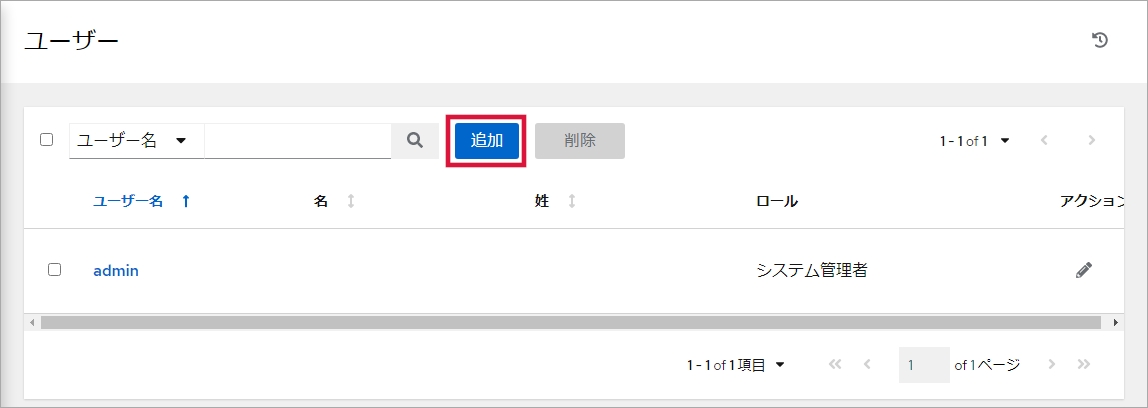 ユーザー
ユーザー名 追加 削除 1 - 1 of 1
ユーザー名 名 姓 ロール アクション
admin システム管理者
1 - 1 of 1 項目 1 of 1 ページ